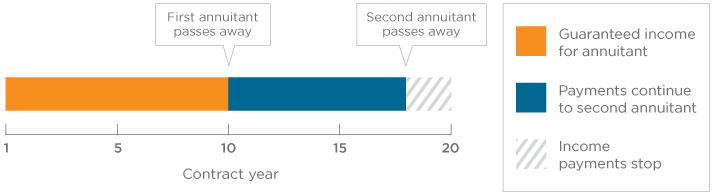 First annuitant
passes away
Second annuitant
passes away
1
5
10
15
20
Contract year
Guaranteed income
for annuitant
Payments continue
to second annuitant
Income
payments stop